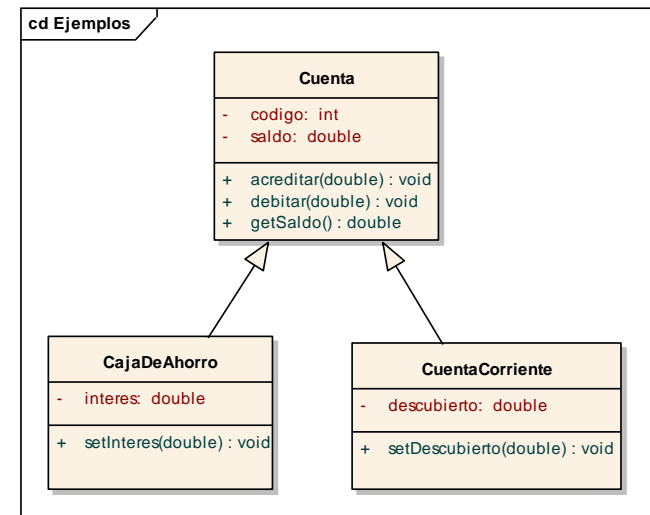 cd Ejemplos
Cuenta
- codigo: int
- saldo: double
+ acreditar(double) : void
+ debitar(double) : void
+ getSaldo() : double
CajaDeAhorro
- interes: double
+ setInteres(double) : void
CuentaCorriente
- descubierto: double
+ setDescubierto(double) : void